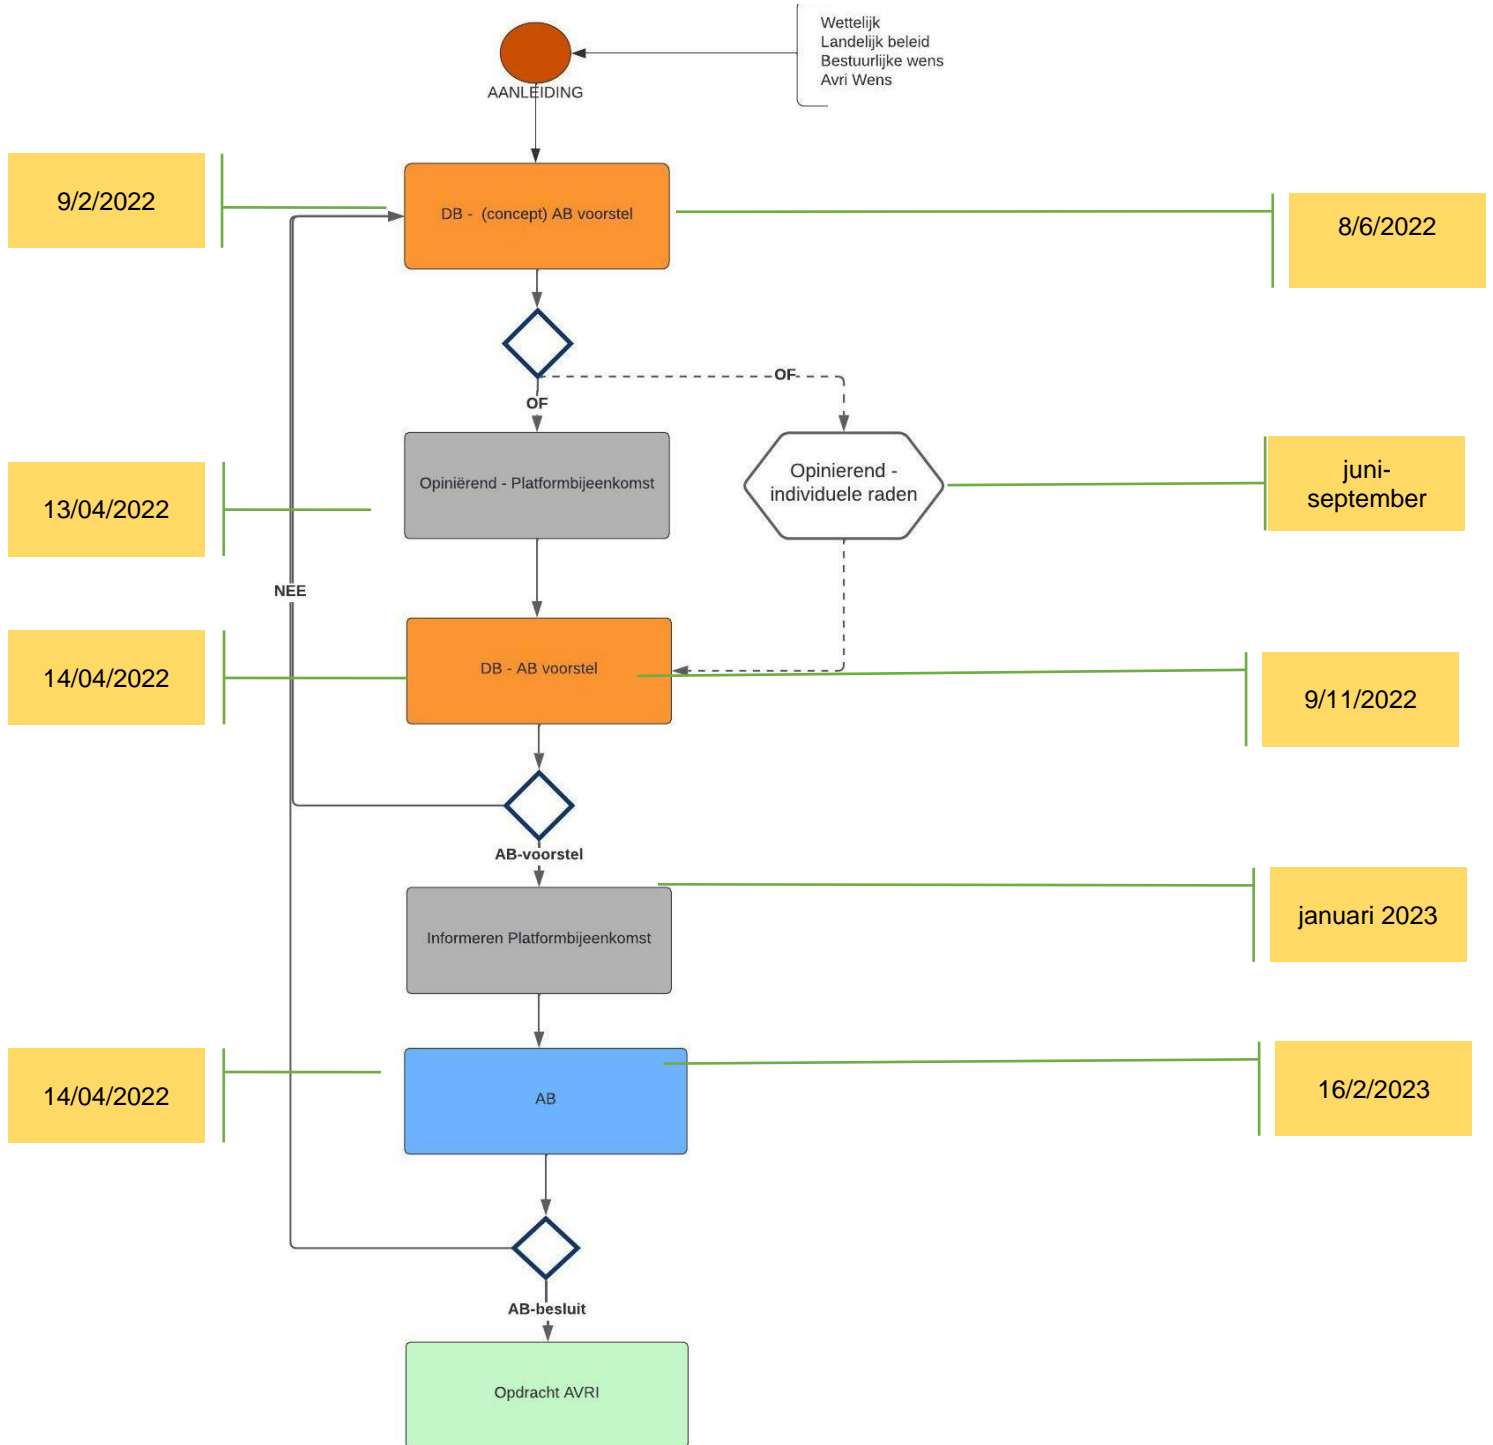 Wettelijk
Landelijk beleid
Bestuurlijke wens
Avri Wens
AANLEIDING
9/2/2022
DB - (concept) AB voorstel
8/6/2022
OF
OF
Opiniërend - Platformbijeenkomst
Opinierend -
individuele raden
juni-
september
13/04/2022
NEE
14/04/2022
DB - AB voorstel
9/11/2022
AB-voorstel
Informeren Platformbijeenkomst
januari 2023
14/04/2022
AB
16/2/2023
AB-besluit
Opdracht AVRI